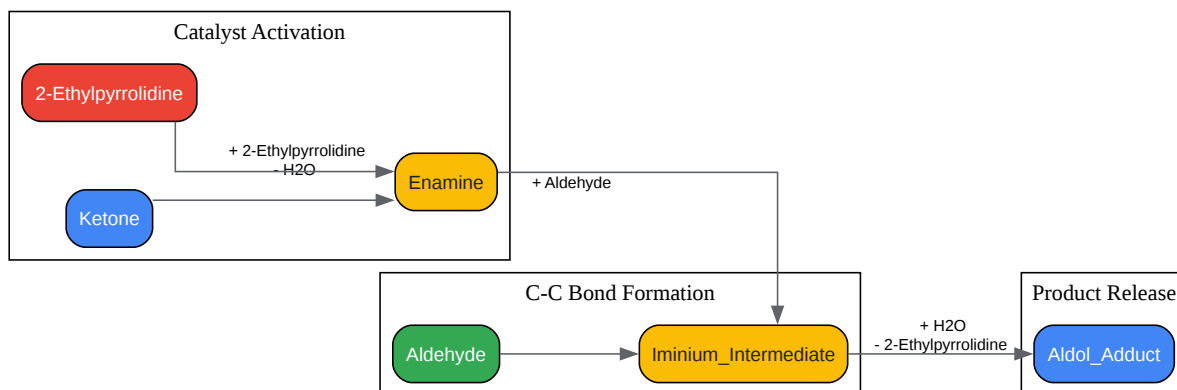 Catalyst Activation
2-Ethylpyrrolidine
+ 2-Ethylpyrrolidine
- H2O
Enamine
+ Aldehyde
Ketone
C-C Bond Formation
Product Release
Aldehyde
Iminium_Intermediate
+ H2O
- 2-Ethylpyrrolidine
Aldol_Adduct